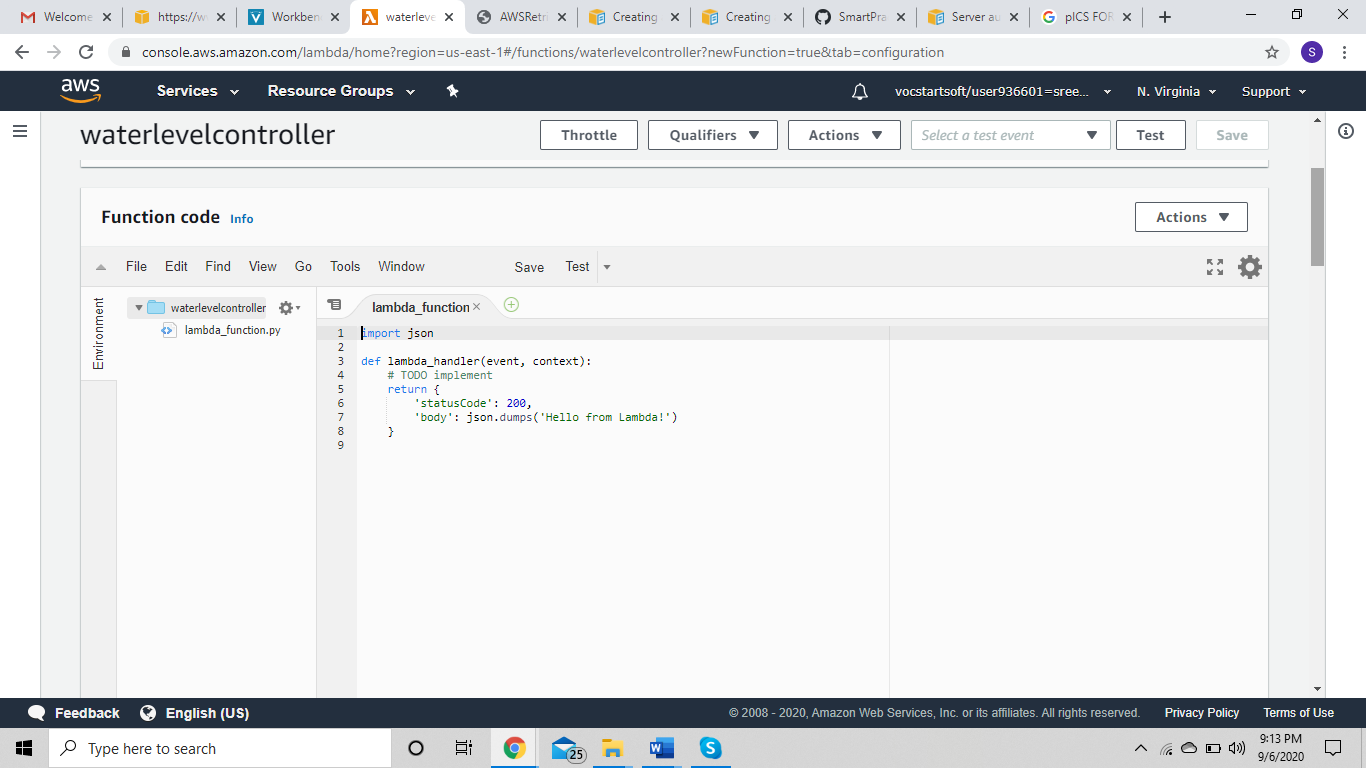 Welcome
https://w
Workben
waterleve
AWSRetr
Creating
Creating
SmartPra
Server au
pICS FOR
console.aws.amazon.com/lambda/home?region=us-east-1#/functions/waterlevelcontroller?newFunction=true&tab=configuration
S
aws
Services
Resource Groups
vocstartsoft/user936601=sree...
N. Virginia
Support
waterlevelcontroller
Throttle
Qualifiers
Actions
Select a test event
Test
Save
Function code Info
Actions
File Edit Find View Go Tools Window Save Test
Environment
waterlevelcontroller
lambda_function.py
lambda_function
1 import json
2
3 def lambda_handler(event, context):
4 # TODO implement
5 return {
6 'statusCode': 200,
7 'body': json.dumps('Hello from Lambda!')
8 }
9
Feedback
English (US)
© 2008 - 2020, Amazon Web Services, Inc. or its affiliates. All rights reserved.
Privacy Policy
Terms of Use
Type here to search
25
9:13 PM
9/6/2020